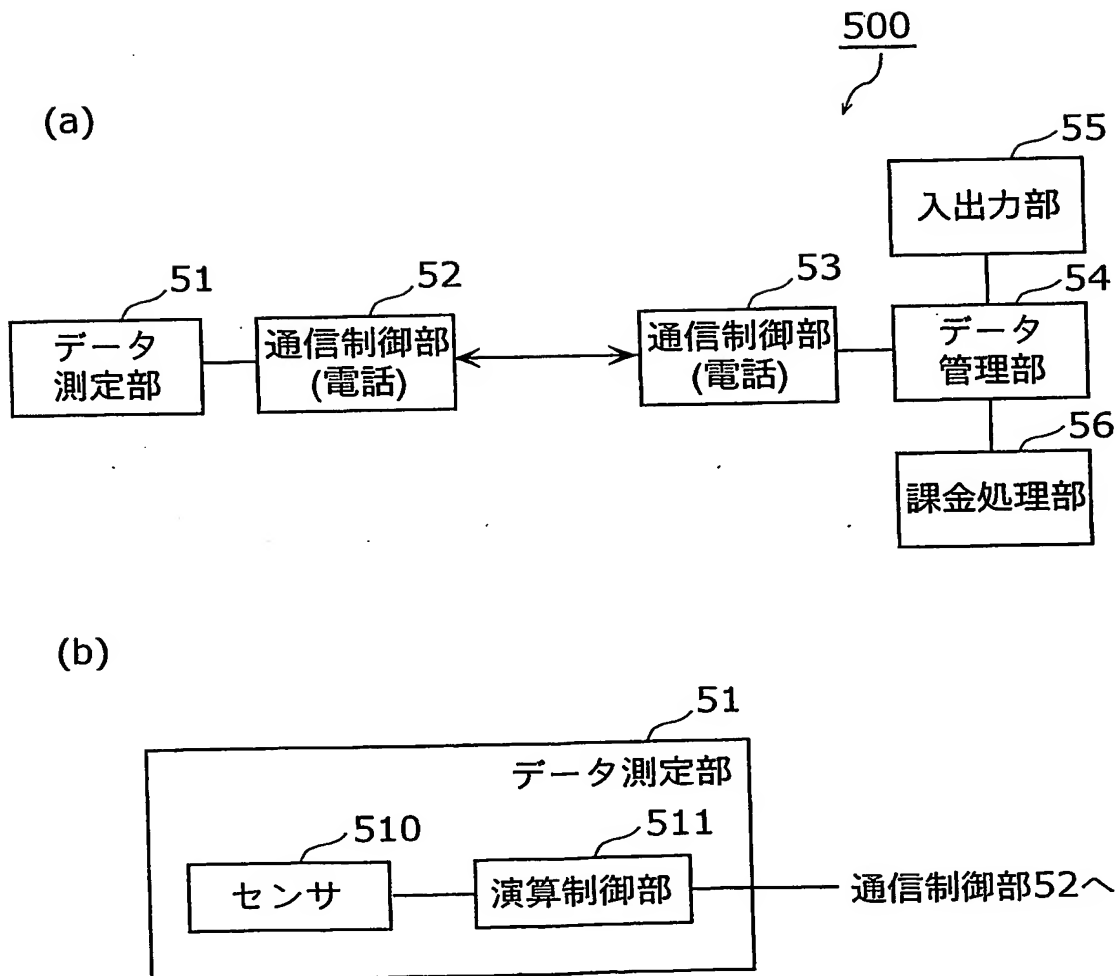 500
(a)
55
入出力部
51
52
53
54
データ
測定部
通信制御部
(電話)
通信制御部
(電話)
データ
管理部
56
課金処理部
(b)
51
データ測定部
510
511
センサ
演算制御部
通信制御部52へ